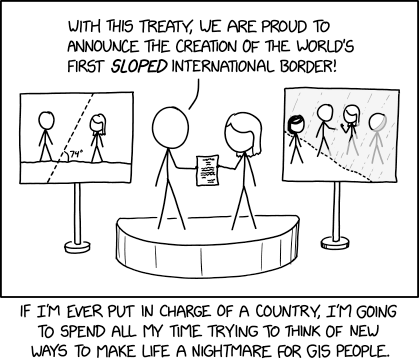 WITH THIS TREATY, WE ARE PROUD TO
ANNOUNCE THE CREATION OF THE WORLD'S
FIRST SLOPED INTERNATIONAL BORDER!
74°
IF I'M EVER PUT IN CHARGE OF A COUNTRY, I'M GOING
TO SPEND ALL MY TIME TRYING TO THINK OF NEW
WAYS TO MAKE LIFE A NIGHTMARE FOR GIS PEOPLE.